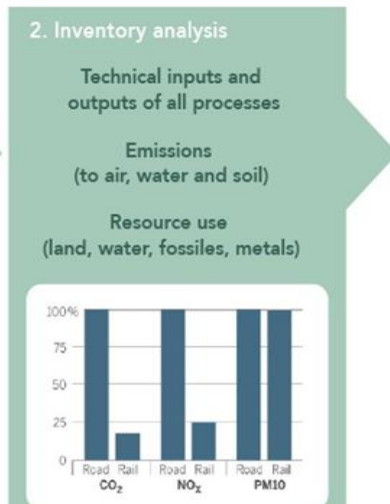 2. Inventory analysis
Technical inputs and
outputs of all processes
Emissions
(to air, water and soil)
Resource use
(land, water, fossiles, metals)
100%
75
50
25
0
Road Rail Road Rail Road Rail
CO₂ NOₓ PM10